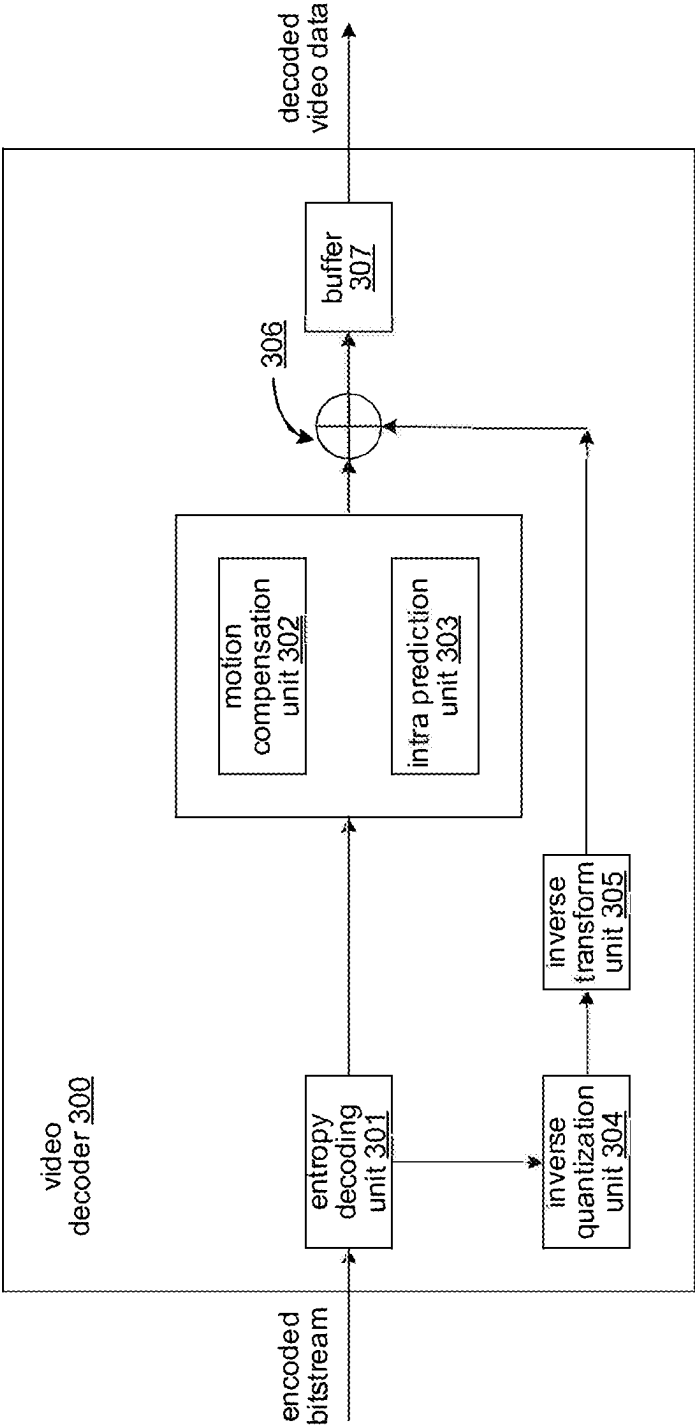 video
decoder 300
encoded
bitstream
entropy
decoding
unit 301
inverse
quantization
unit 304
inverse
transform
unit 305
motion
compensation
unit 302
intra prediction
unit 303
306
buffer
307
decoded
video data